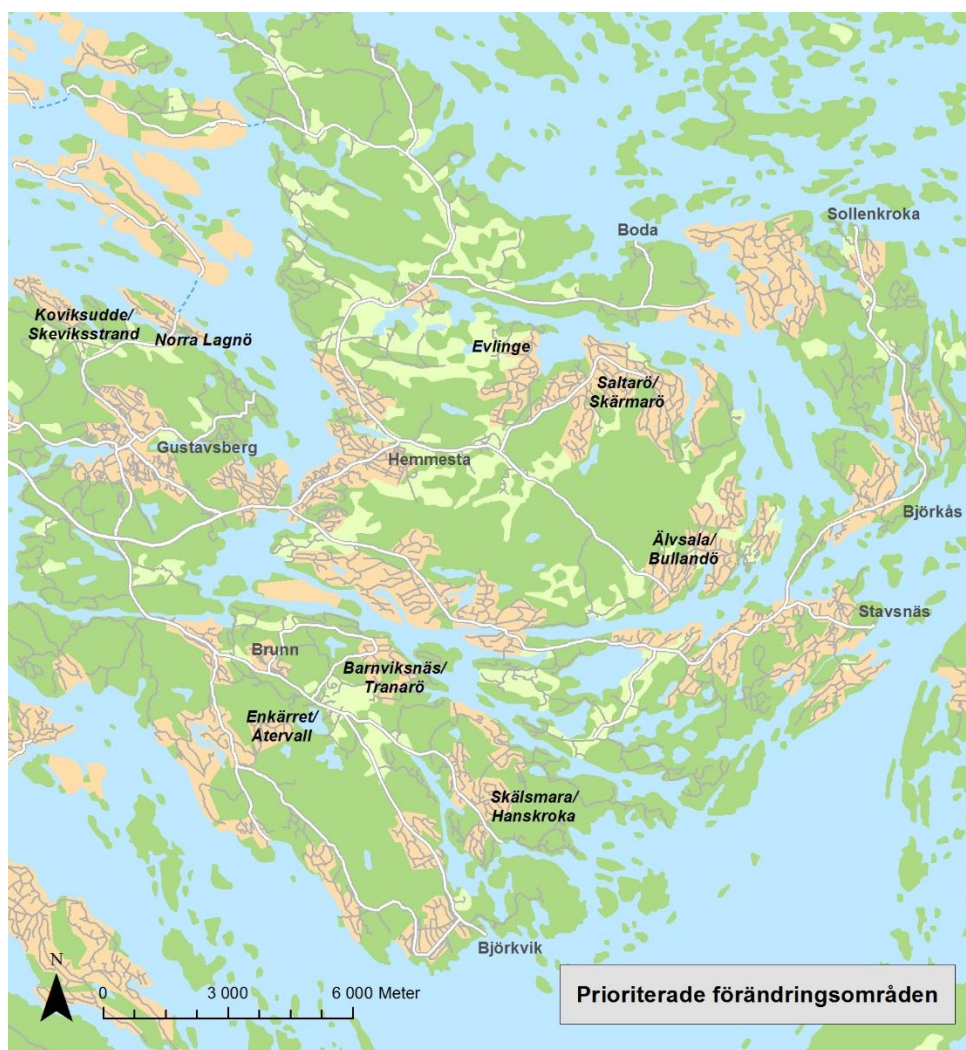 Sollenkroka
Boda
Koviksudde/
Skeviksstrand
Norra Lagnö
Evlinge
Saltarö/
Skärmarö
Gustavsberg
Hemmesta
Björkås
Älvsala/
Bullandö
Stavsnäs
Brunn
Barnviksnäs/
Tranarö
Enkärret/
Återvall
Skälsmara/
Hanskroka
Björkvik
N
0 3 000 6 000 Meter
Prioriterade förändringsområden